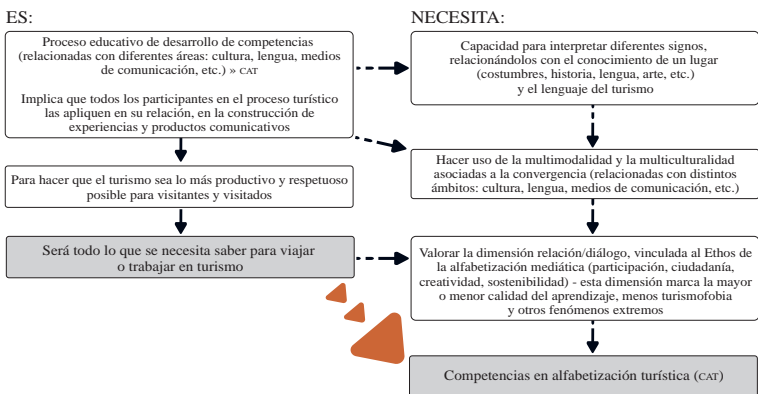 ES:
Proceso educativo de desarrollo de competencias
(relacionadas con diferentes áreas: cultura, lengua, medios
de comunicación, etc.) » CAT
Implica que todos los participantes en el proceso turístico
las apliquen en su relación, en la construcción de
experiencias y productos comunicativos
Para hacer que el turismo sea lo más productivo y respetuoso
posible para visitantes y visitados
Será todo lo que se necesita saber para viajar
o trabajar en turismo
NECESITA:
Capacidad para interpretar diferentes signos,
relacionándolos con el conocimiento de un lugar
(costumbres, historia, lengua, arte, etc.)
y el lenguaje del turismo
Hacer uso de la multimodalidad y la multiculturalidad
asociadas a la convergencia (relacionadas con distintos
ámbitos: cultura, lengua, medios de comunicación, etc.)
Valorar la dimensión relación/diálogo, vinculada al Ethos de
la alfabetización mediática (participación, ciudadanía,
creatividad, sostenibilidad) - esta dimensión marca la mayor
o menor calidad del aprendizaje, menos turismofobia
y otros fenómenos extremos
Competencias en alfabetización turística (CAT)